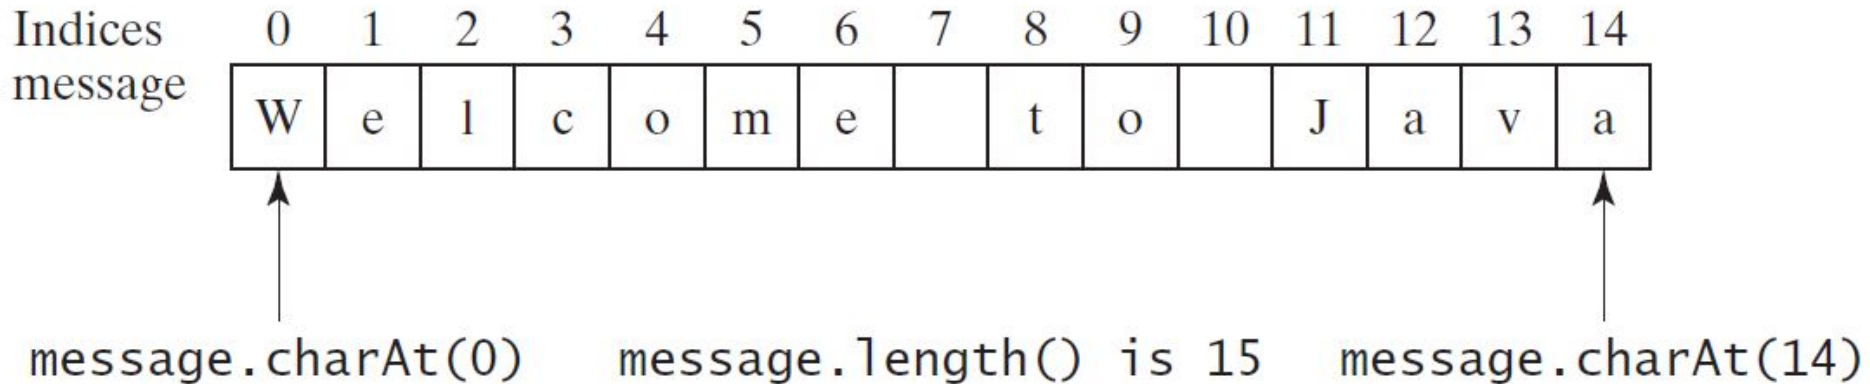 Indices 0 1 2 3 4 5 6 7 8 9 10 11 12 13 14
message W e l c o m e t o J a v a
message.charAt(0) message.length() is 15 message.charAt(14)